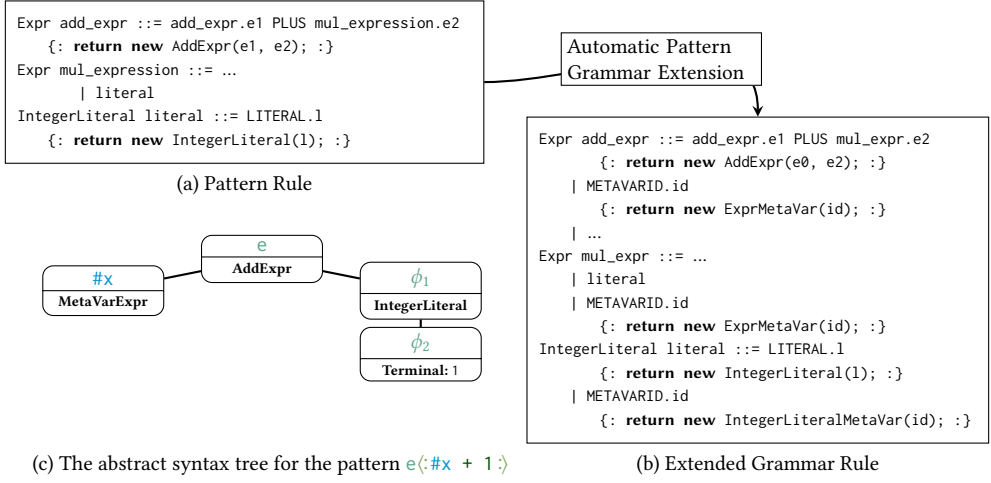 Expr add_expr ::= add_expr.e1 PLUS mul_expression.e2
{: return new AddExpr(e1, e2); :}
Expr mul_expression ::= …
| literal
IntegerLiteral literal ::= LITERAL.l
{: return new IntegerLiteral(l); :}
(a) Pattern Rule
Automatic Pattern
Grammar Extension
Expr add_expr ::= add_expr.e1 PLUS mul_expr.e2
{: return new AddExpr(e0, e2); :}
| METAVARID.id
{: return new ExprMetaVar(id); :}
| …
Expr mul_expr ::= …
| literal
| METAVARID.id
{: return new ExprMetaVar(id); :}
IntegerLiteral literal ::= LITERAL.l
{: return new IntegerLiteral(l); :}
| METAVARID.id
{: return new IntegerLiteralMetaVar(id); :}
(b) Extended Grammar Rule
e
AddExpr
#x
MetaVarExpr
ϕ1
IntegerLiteral
ϕ2
Terminal: 1
(c) The abstract syntax tree for the pattern e⟨:#x + 1:⟩